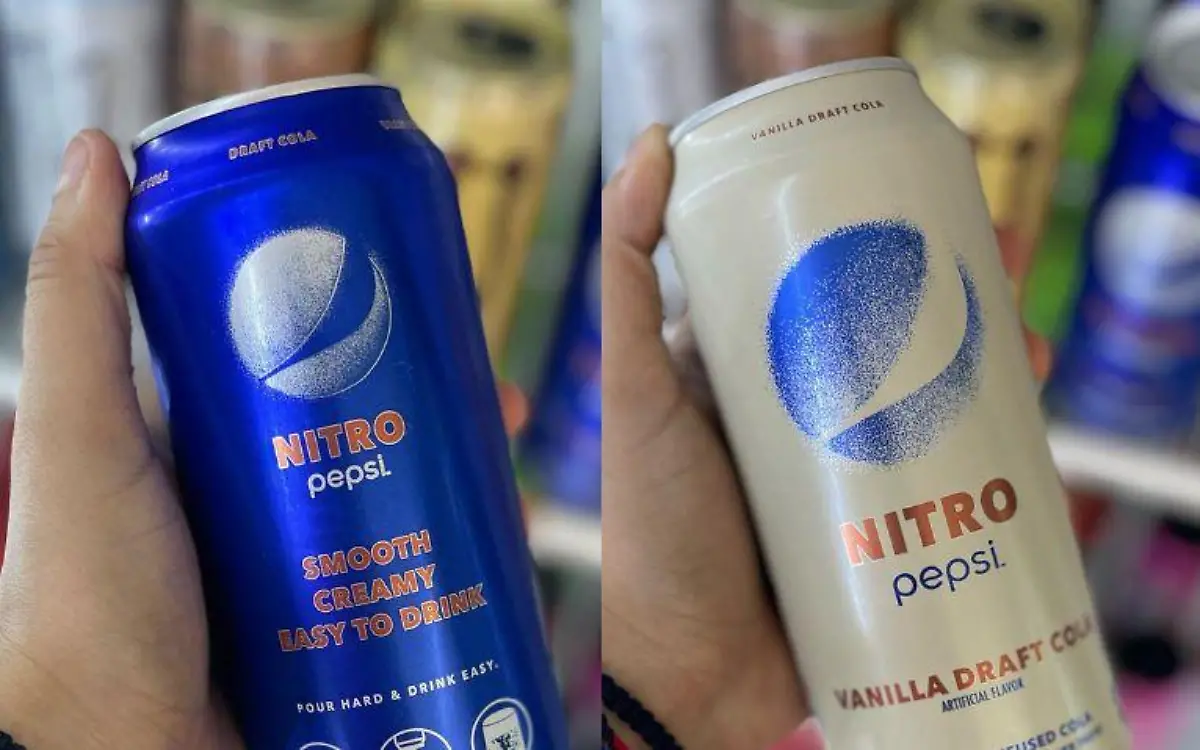 DRAFT COLA
NITRO
pepsi.
SMOOTH
CREAMY
EASY TO DRINK
POUR HARD & DRINK EASY.
VANILLA DRAFT COLA
NITRO
pepsi.
VANILLA DRAFT COLA
ARTIFICIAL FLAVOR
COLA